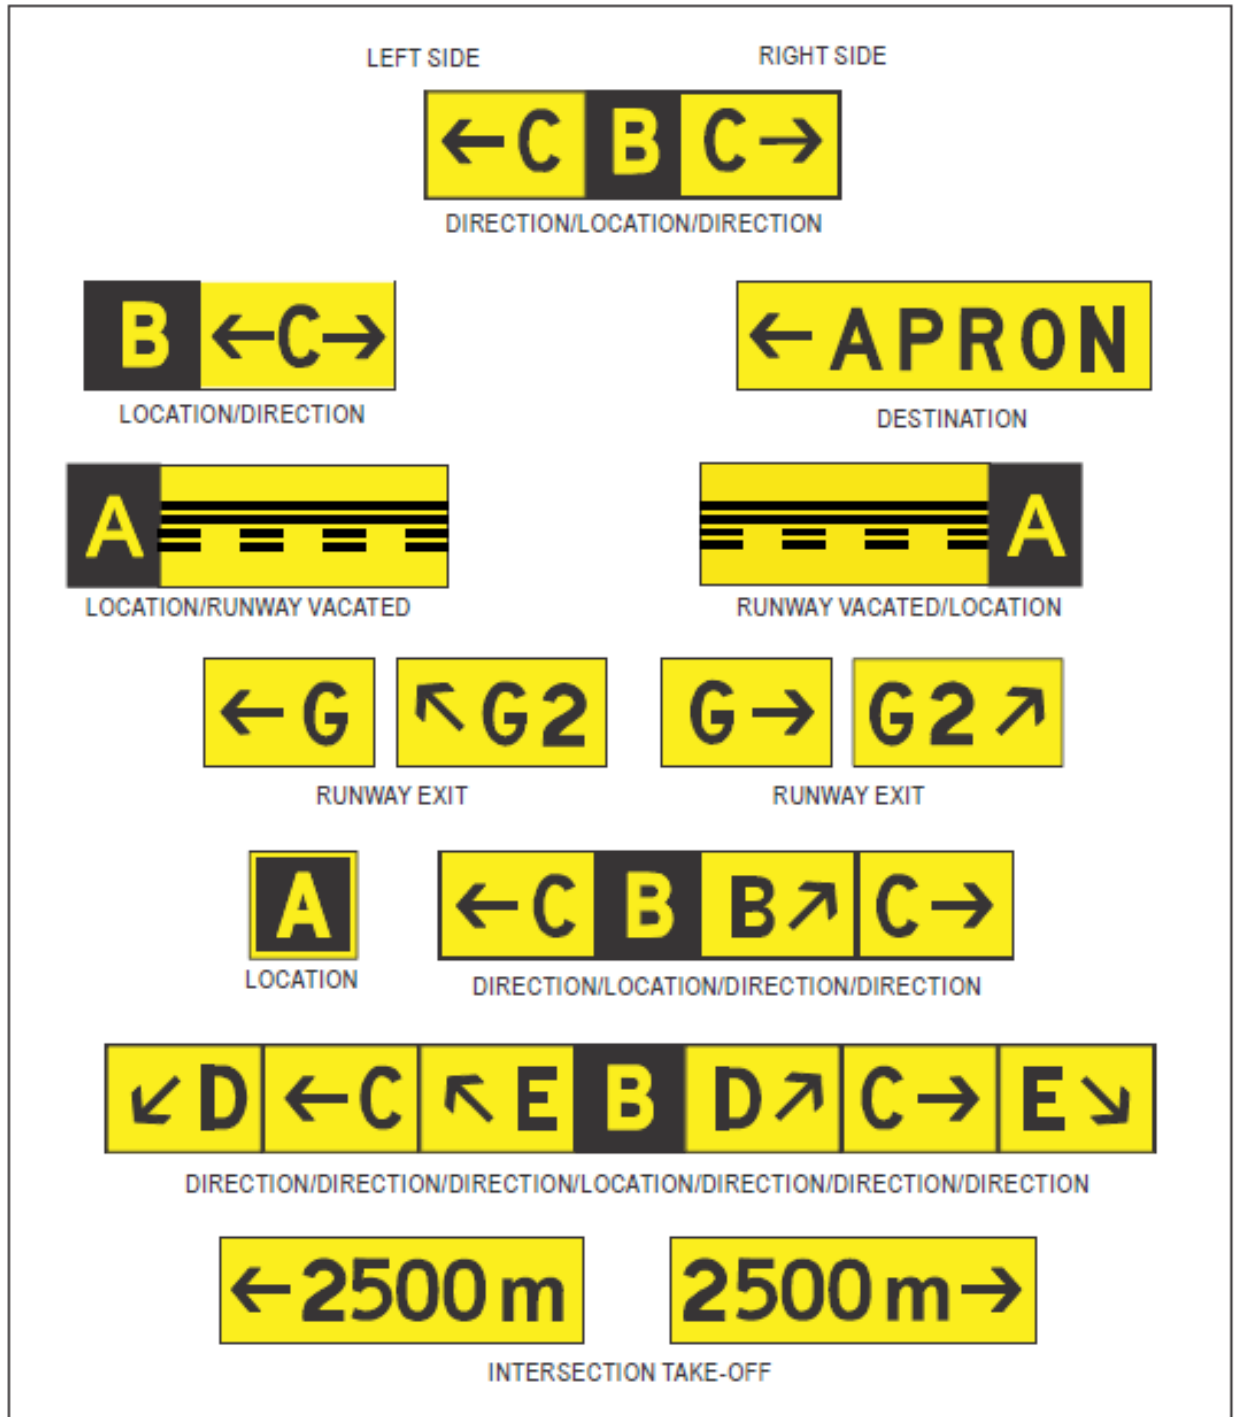 LEFT SIDE RIGHT SIDE
←C B C→
DIRECTION/LOCATION/DIRECTION
B ←C→ ←APRON
LOCATION/DIRECTION DESTINATION
A A
LOCATION/RUNWAY VACATED RUNWAY VACATED/LOCATION
←G ↖G2 G→ G2↗
RUNWAY EXIT RUNWAY EXIT
A ←C B B↗ C→
LOCATION DIRECTION/LOCATION/DIRECTION/DIRECTION
↙D ←C ↖E B D↗ C→ E↘
DIRECTION/DIRECTION/DIRECTION/LOCATION/DIRECTION/DIRECTION/DIRECTION
←2500 m 2500 m→
INTERSECTION TAKE-OFF